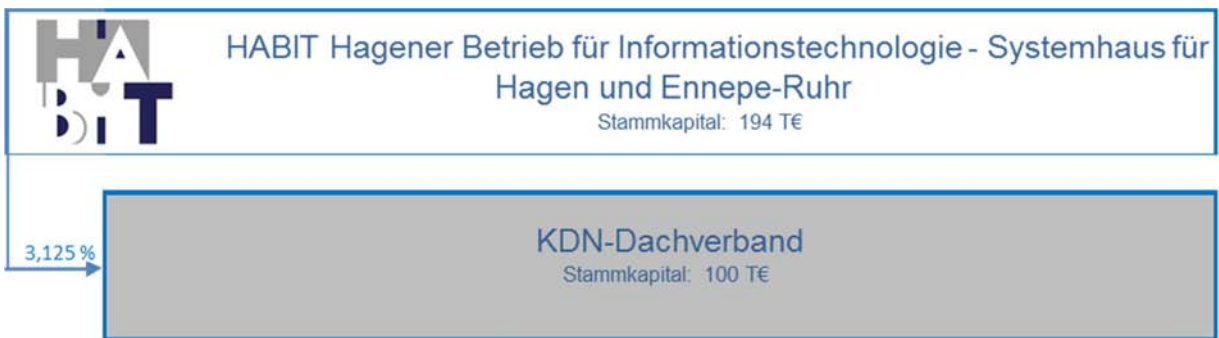 HABIT
HABIT Hagener Betrieb für Informationstechnologie - Systemhaus für
Hagen und Ennepe-Ruhr
Stammkapital: 194 T€
3,125 %
KDN-Dachverband
Stammkapital: 100 T€